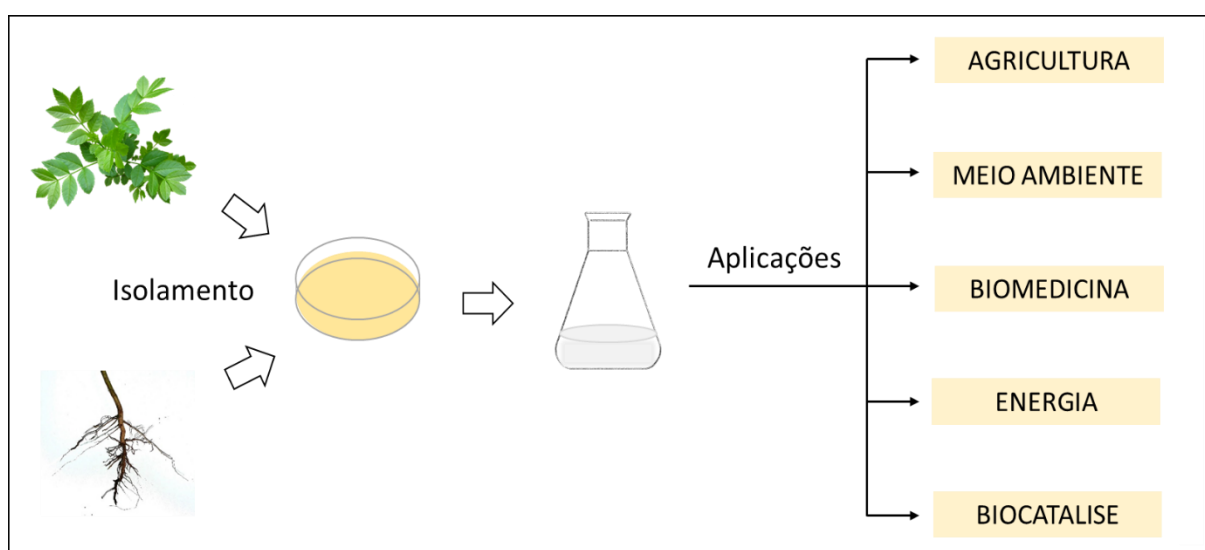 Isolamento
Aplicações
AGRICULTURA
MEIO AMBIENTE
BIOMEDICINA
ENERGIA
BIOCATALISE